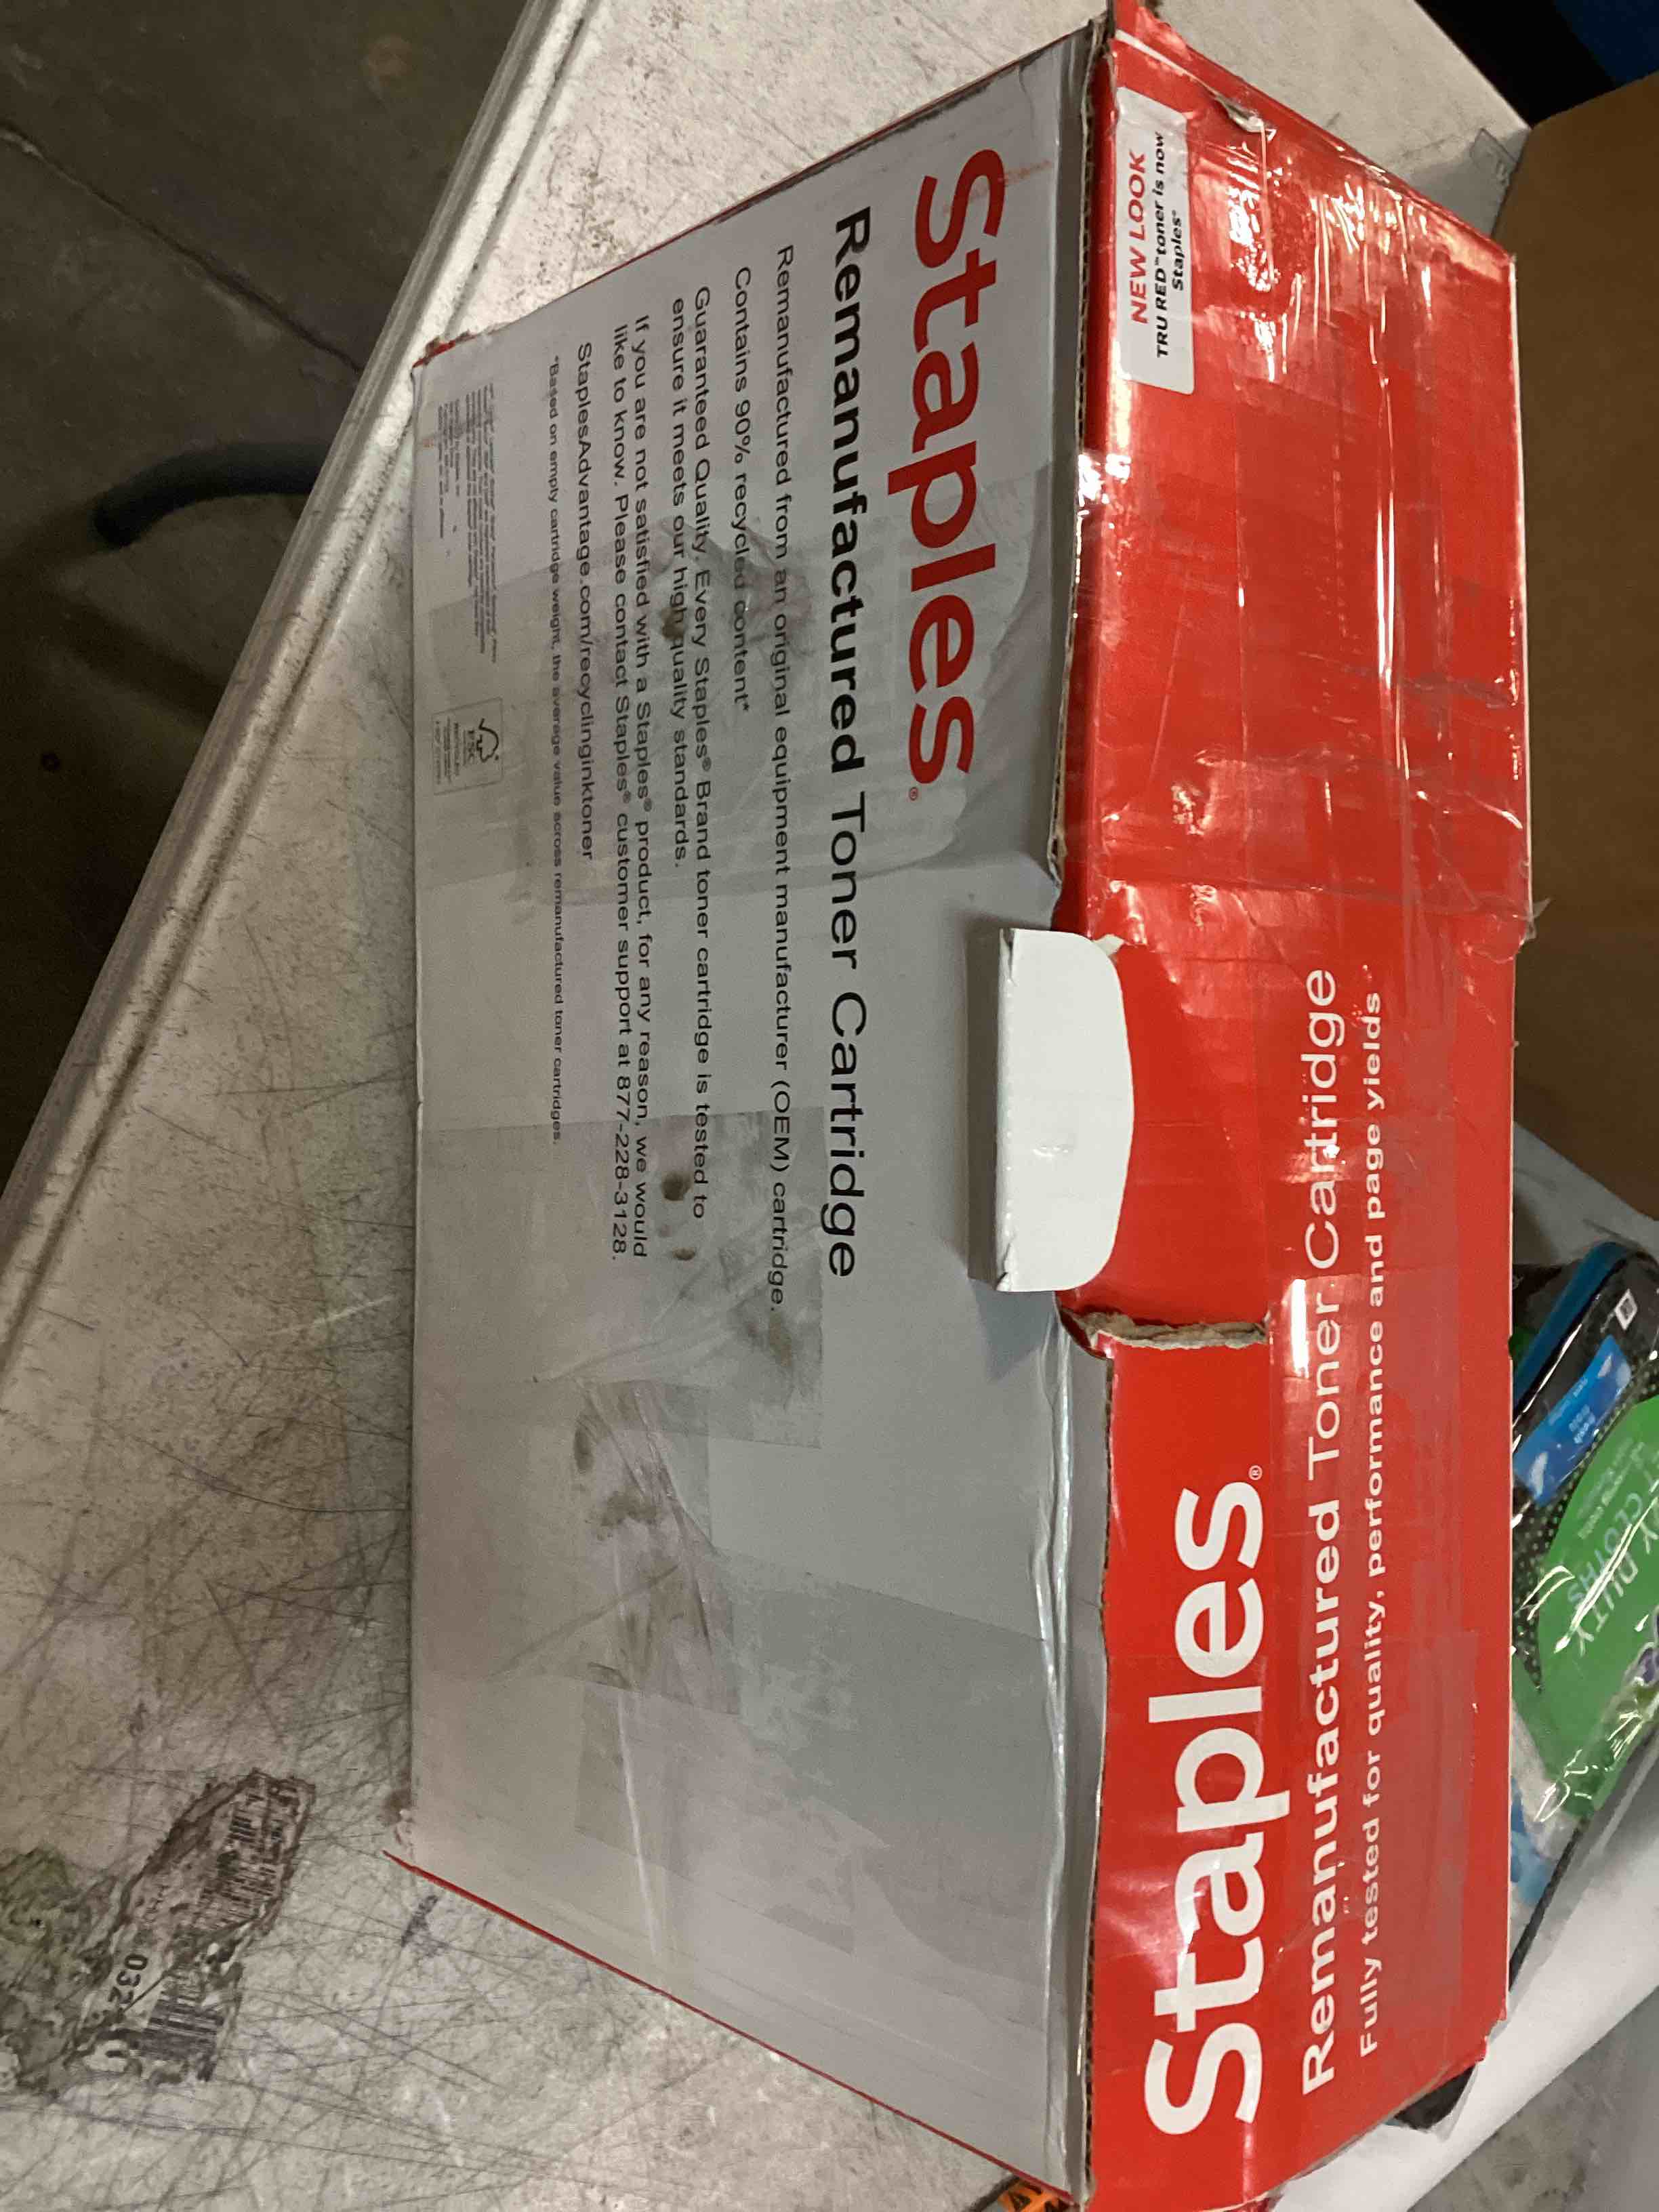 Staples®
Remanufactured Toner Cartridge
Remanufactured from an original equipment manufacturer (OEM) cartridge.
Contains 90% recycled content*
Guaranteed Quality. Every Staples® Brand toner cartridge is tested to
ensure it meets our high quality standards.
If you are not satisfied with a Staples® product, for any reason, we would
like to know. Please contact Staples® customer support at 877-228-3128.
StaplesAdvantage.com/recyclinginktoner
*Based on empty cartridge weight, the average value across remanufactured toner cartridges.
FSC
NEW LOOK
TRU RED™ toner is now
Staples®
Staples®
Remanufactured Toner Cartridge
Fully tested for quality, performance and page yields
DUTY
CLOTHS
032